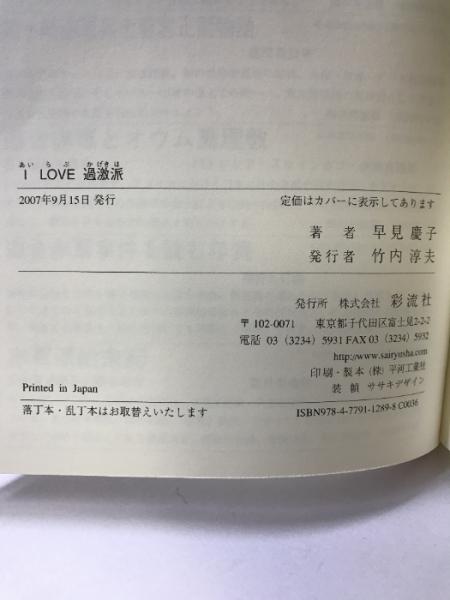 あい らぶ かげきは
I LOVE 過激派
2007年9月15日 発行
定価はカバーに表示してあります
著 者 早見慶子
発行者 竹内淳夫
発行所 株式会社 彩流社
〒102-0071 東京都千代田区富士見2-2-2
電話 03 (3234) 5931 FAX 03 (3234) 5932
http://www.sairyusha.com
印刷・製本 (株) 平河工業社
装幀 ササキデザイン
Printed in Japan
落丁本・乱丁本はお取替えいたします
ISBN978-4-7791-1289-8 C0036